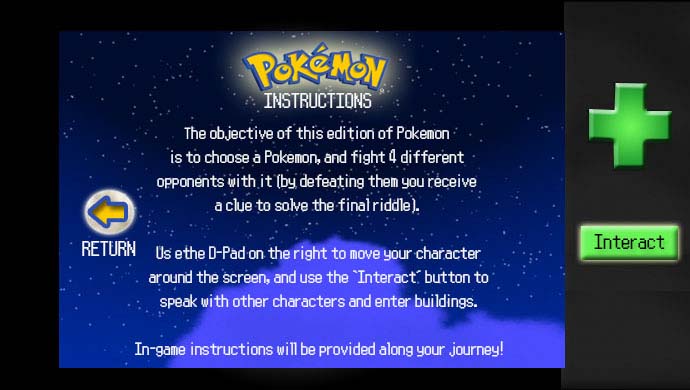 POKéMON
INSTRUCTIONS
The objective of this edition of Pokemon
is to choose a Pokemon, and fight 4 different
opponents with it (by defeating them you receive
a clue to solve the final riddle).
RETURN
Us ethe D-Pad on the right to move your character
around the screen, and use the `Interact´ button to
speak with other characters and enter buildings.
In-game instructions will be provided along your journey!
Interact